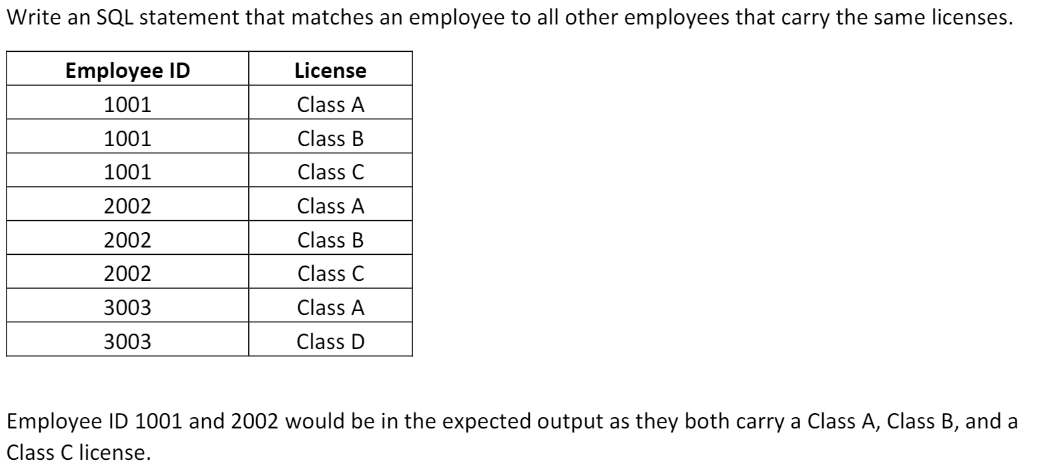 Write an SQL statement that matches an employee to all other employees that carry the same licenses.
Employee ID License
1001 Class A
1001 Class B
1001 Class C
2002 Class A
2002 Class B
2002 Class C
3003 Class A
3003 Class D
Employee ID 1001 and 2002 would be in the expected output as they both carry a Class A, Class B, and a
Class C license.